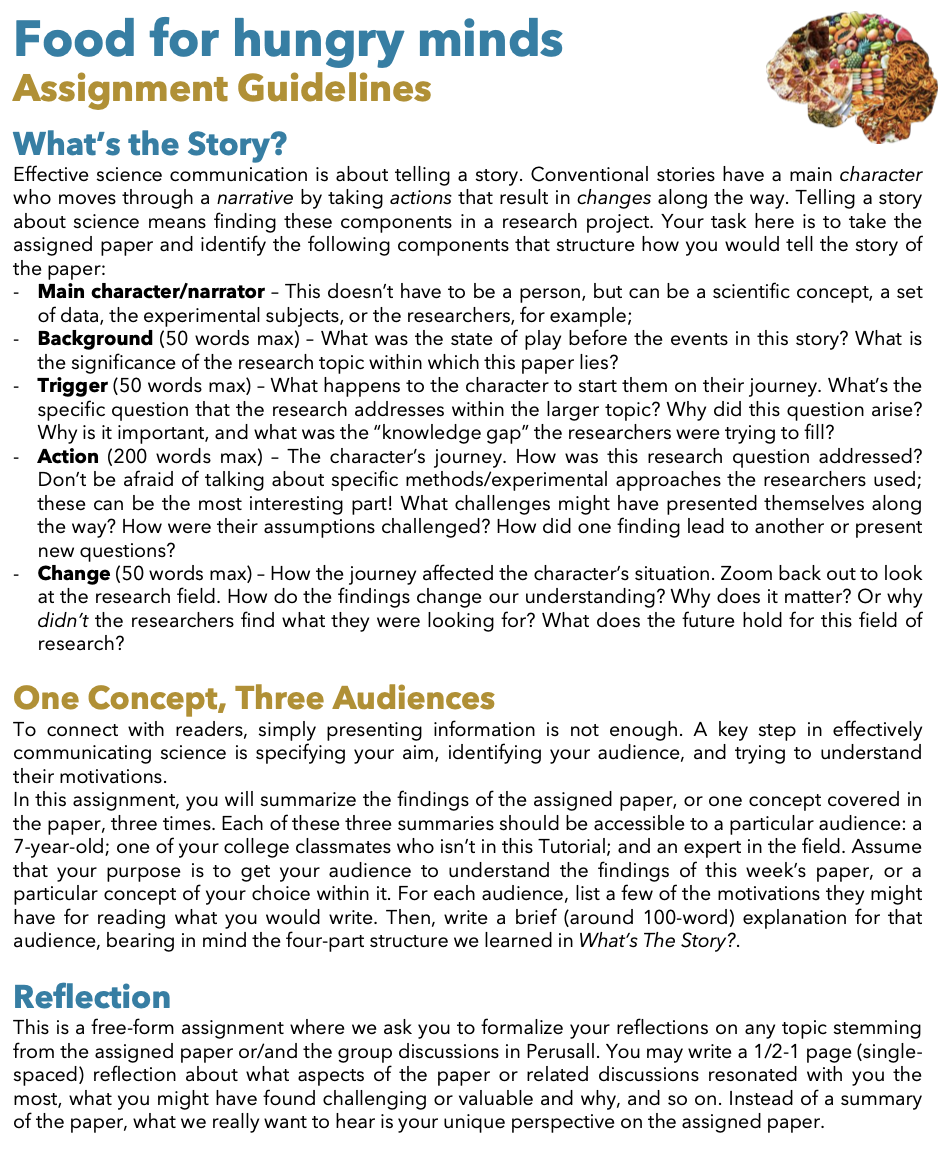 Food for hungry minds
Assignment Guidelines
What's the Story?
Effective science communication is about telling a story. Conventional stories have a main character
who moves through a narrative by taking actions that result in changes along the way. Telling a story
about science means finding these components in a research project. Your task here is to take the
assigned paper and identify the following components that structure how you would tell the story of
the paper:
- Main character/narrator – This doesn't have to be a person, but can be a scientific concept, a set
of data, the experimental subjects, or the researchers, for example;
- Background (50 words max) – What was the state of play before the events in this story? What is
the significance of the research topic within which this paper lies?
- Trigger (50 words max) – What happens to the character to start them on their journey. What's the
specific question that the research addresses within the larger topic? Why did this question arise?
Why is it important, and what was the “knowledge gap” the researchers were trying to fill?
- Action (200 words max) – The character's journey. How was this research question addressed?
Don't be afraid of talking about specific methods/experimental approaches the researchers used;
these can be the most interesting part! What challenges might have presented themselves along
the way? How were their assumptions challenged? How did one finding lead to another or present
new questions?
- Change (50 words max) – How the journey affected the character's situation. Zoom back out to look
at the research field. How do the findings change our understanding? Why does it matter? Or why
didn't the researchers find what they were looking for? What does the future hold for this field of
research?
One Concept, Three Audiences
To connect with readers, simply presenting information is not enough. A key step in effectively
communicating science is specifying your aim, identifying your audience, and trying to understand
their motivations.
In this assignment, you will summarize the findings of the assigned paper, or one concept covered in
the paper, three times. Each of these three summaries should be accessible to a particular audience: a
7-year-old; one of your college classmates who isn't in this Tutorial; and an expert in the field. Assume
that your purpose is to get your audience to understand the findings of this week's paper, or a
particular concept of your choice within it. For each audience, list a few of the motivations they might
have for reading what you would write. Then, write a brief (around 100-word) explanation for that
audience, bearing in mind the four-part structure we learned in What's The Story?.
Reflection
This is a free-form assignment where we ask you to formalize your reflections on any topic stemming
from the assigned paper or/and the group discussions in Perusall. You may write a 1/2-1 page (single-
spaced) reflection about what aspects of the paper or related discussions resonated with you the
most, what you might have found challenging or valuable and why, and so on. Instead of a summary
of the paper, what we really want to hear is your unique perspective on the assigned paper.